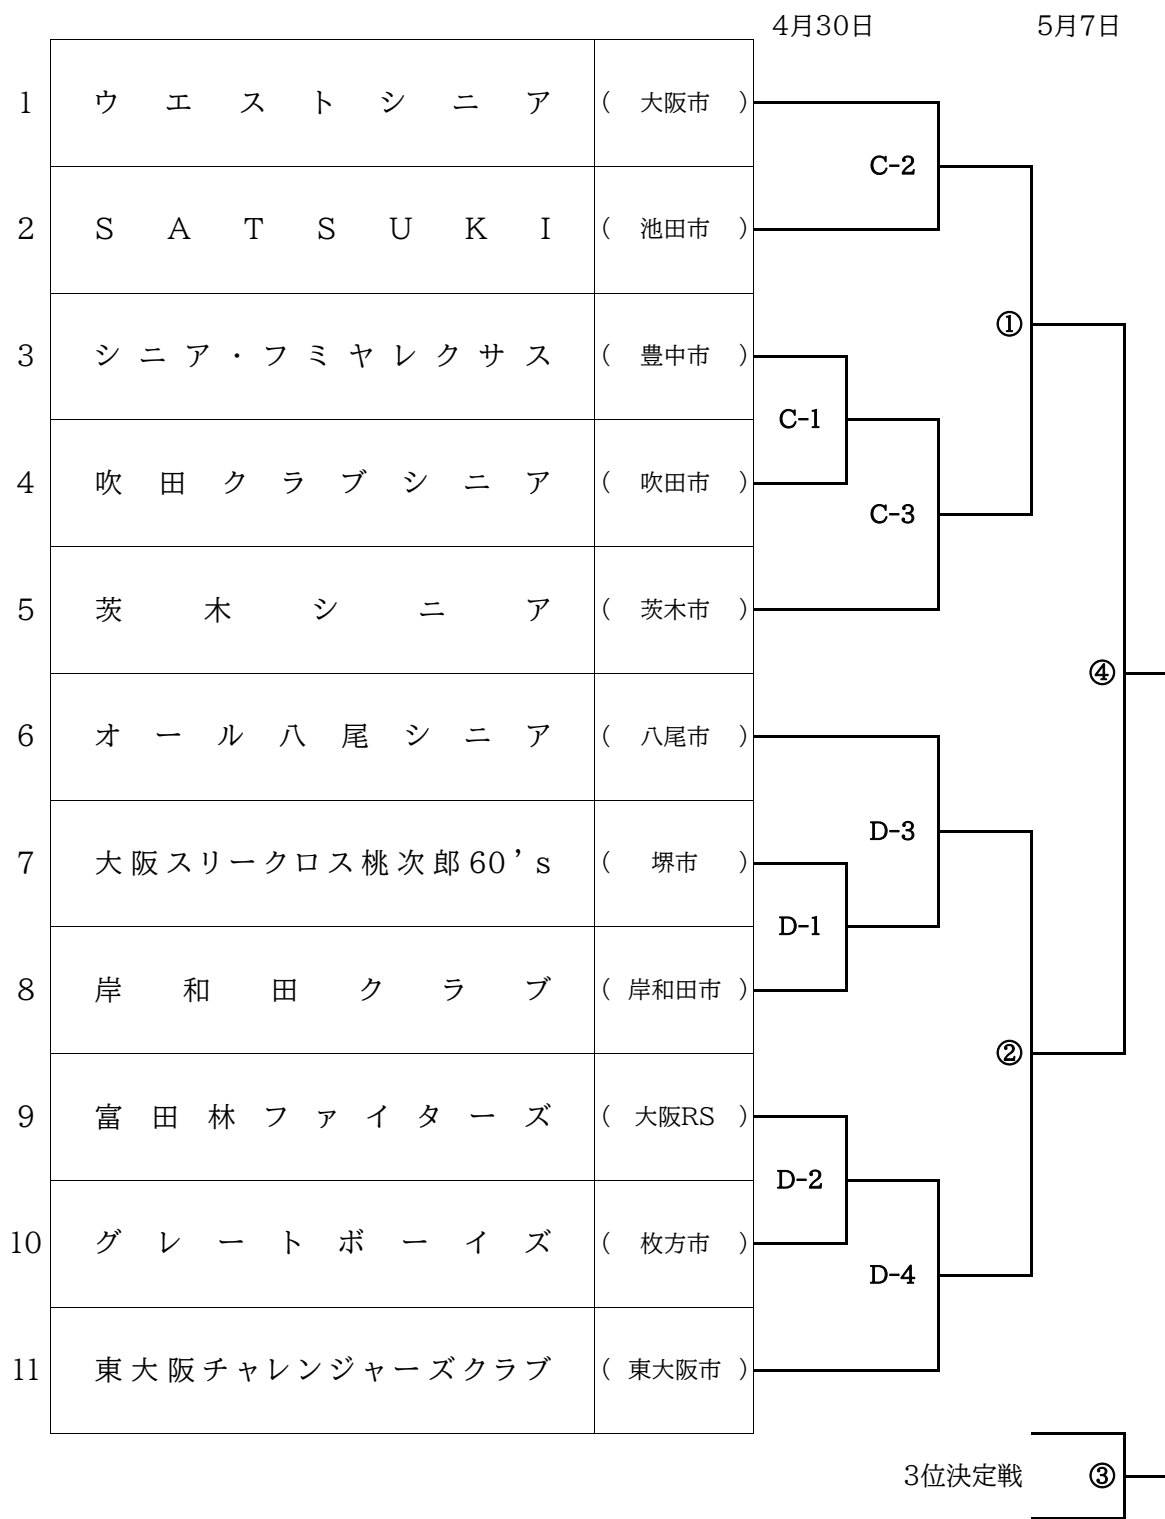 4月30日 5月7日
1 ウエストシニア ( 大阪市 )
C-2
2 SATSUKI ( 池田市 )
①
3 シニア・フミヤレクサス ( 豊中市 )
C-1
4 吹田クラブシニア ( 吹田市 )
C-3
5 茨木シニア ( 茨木市 )
④
6 オール八尾シニア ( 八尾市 )
D-3
7 大阪スリークロス桃次郎60’s ( 堺市 )
D-1
8 岸和田クラブ ( 岸和田市 )
②
9 富田林ファイターズ ( 大阪RS )
D-2
10 グレートボーイズ ( 枚方市 )
D-4
11 東大阪チャレンジャーズクラブ ( 東大阪市 )
3位決定戦 ③